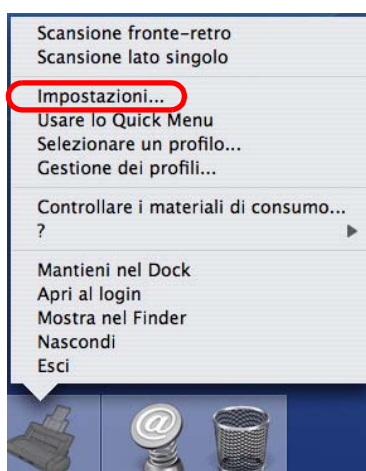 Scansione fronte-retro
Scansione lato singolo
Impostazioni...
Usare lo Quick Menu
Selezionare un profilo...
Gestione dei profili...
Controllare i materiali di consumo...
?
Mantieni nel Dock
Apri al login
Mostra nel Finder
Nascondi
Esci
@